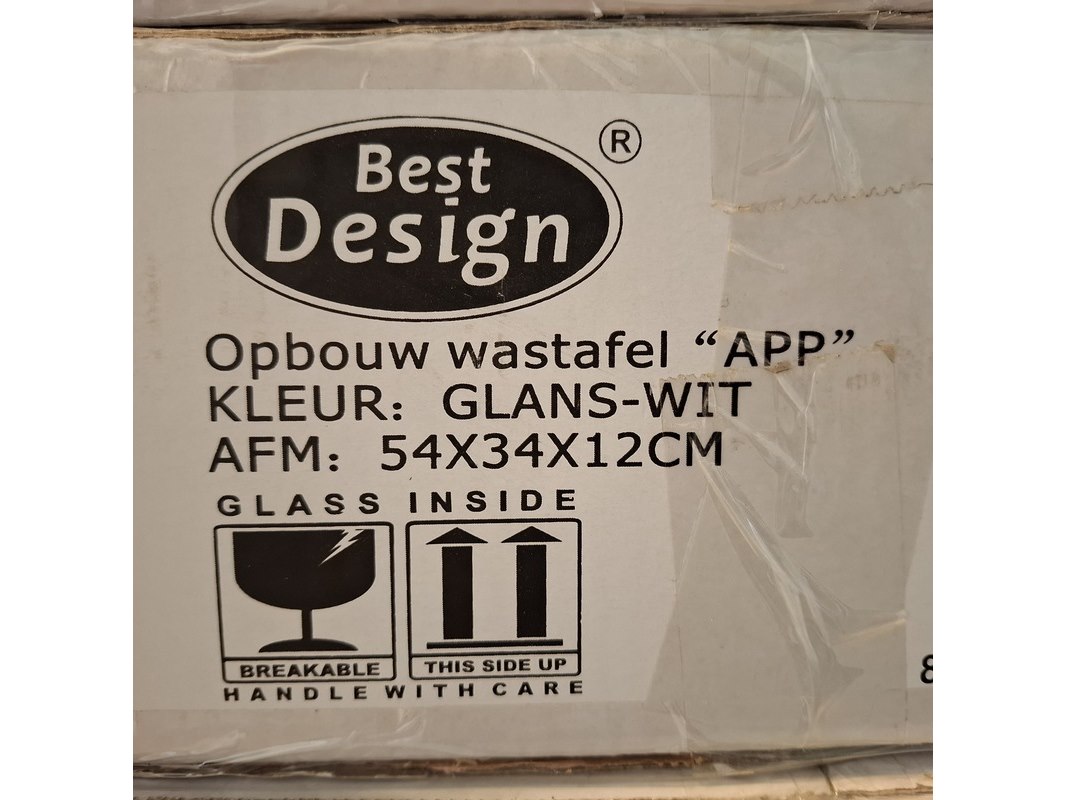 Best
Design
®
Opbouw wastafel “APP”
KLEUR: GLANS-WIT
AFM: 54X34X12CM
GLASS INSIDE
BREAKABLE
THIS SIDE UP
HANDLE WITH CARE